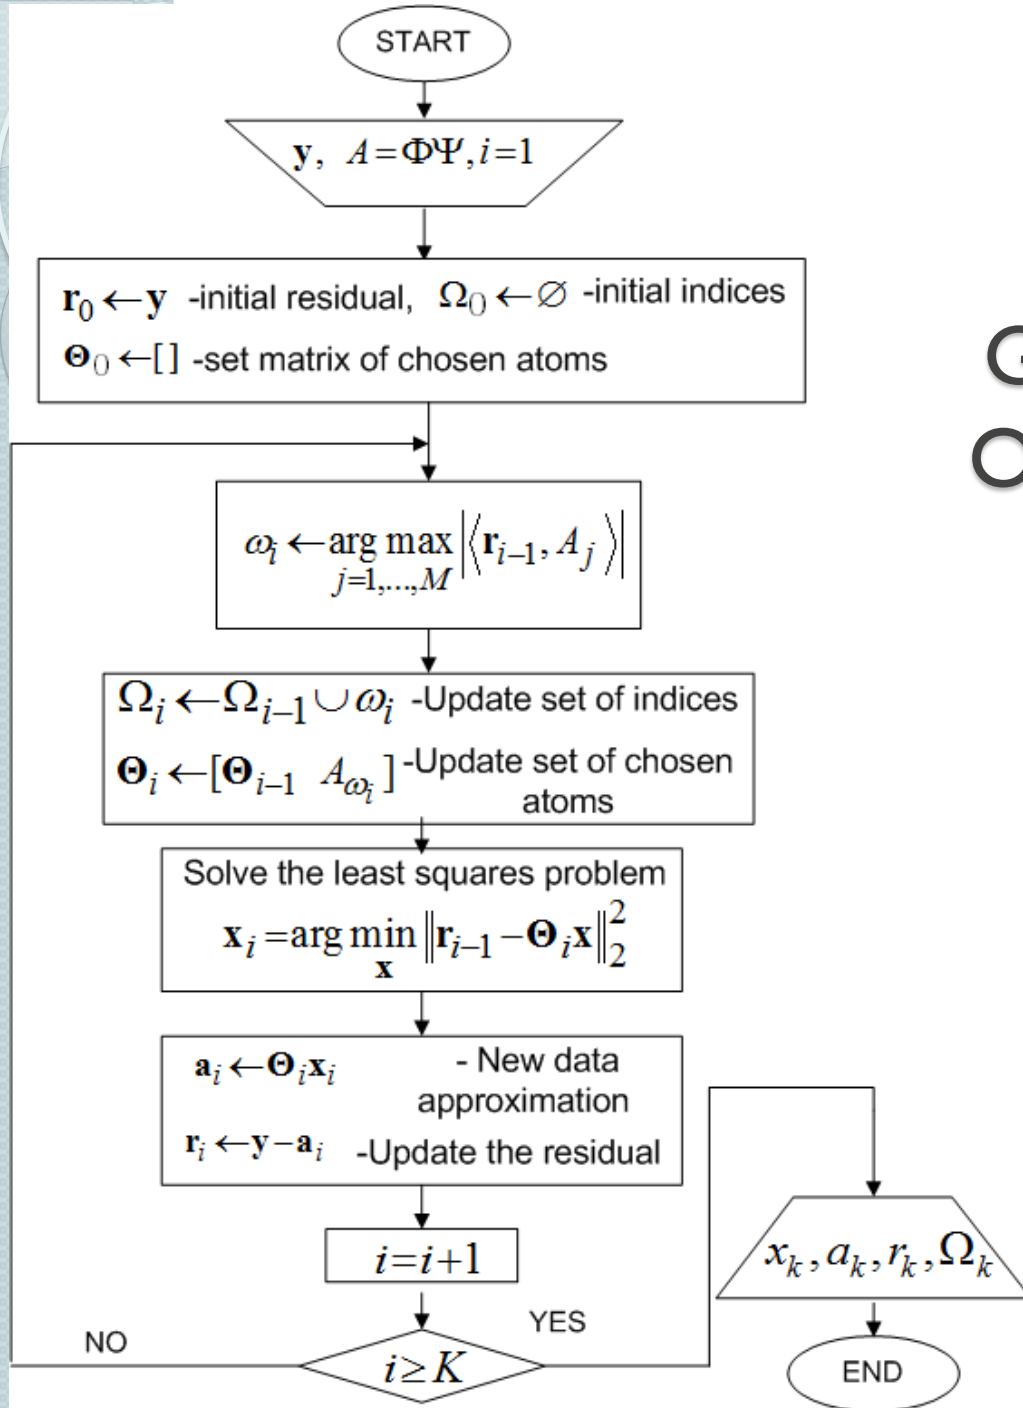 START
y, A=ΦΨ,i=1
r₀←y -initial residual, Ω₀←∅ -initial indices
Θ₀←[] -set matrix of chosen atoms
ωᵢ←arg max |⟨rᵢ₋₁, Aⱼ⟩|
j=1,...,M
Ωᵢ←Ωᵢ₋₁∪ωᵢ -Update set of indices
Θᵢ←[Θᵢ₋₁ A_ωᵢ] -Update set of chosen
atoms
Solve the least squares problem
xᵢ=arg min ‖rᵢ₋₁−Θᵢx‖₂²
x
aᵢ←Θᵢxᵢ - New data
approximation
rᵢ←y−aᵢ -Update the residual
i=i+1
NO
i≥K
YES
xₖ,aₖ,rₖ,Ωₖ
END
O